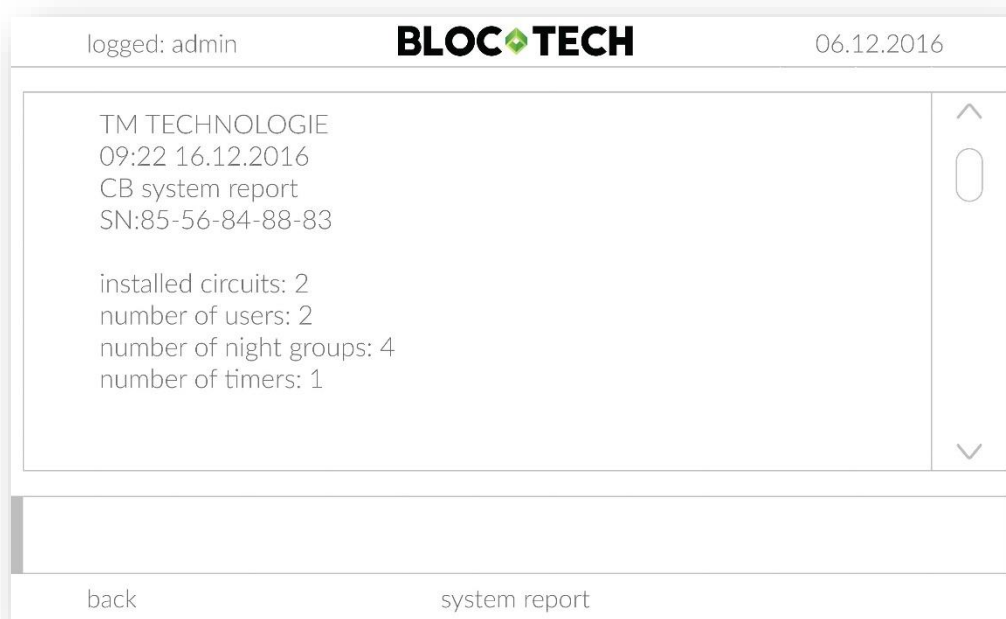 logged: admin
BLOC TECH
06.12.2016
TM TECHNOLOGIE
09:22 16.12.2016
CB system report
SN:85-56-84-88-83
installed circuits: 2
number of users: 2
number of night groups: 4
number of timers: 1
back
system report